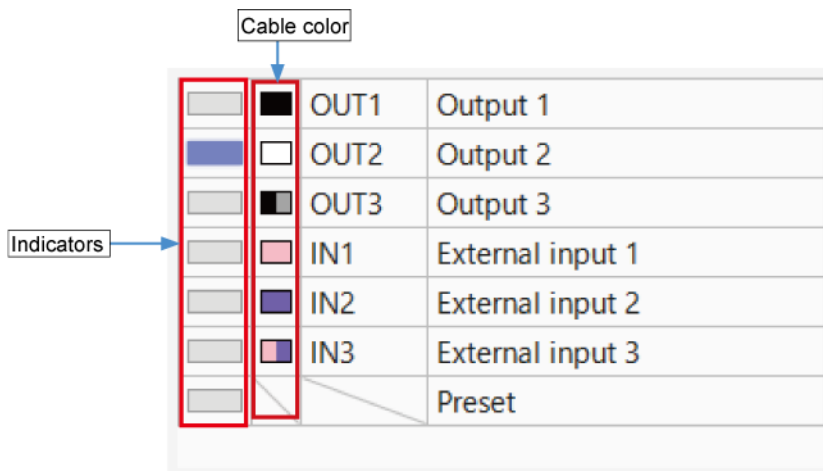 Cable color
OUT1 Output 1
OUT2 Output 2
OUT3 Output 3
Indicators
IN1 External input 1
IN2 External input 2
IN3 External input 3
Preset